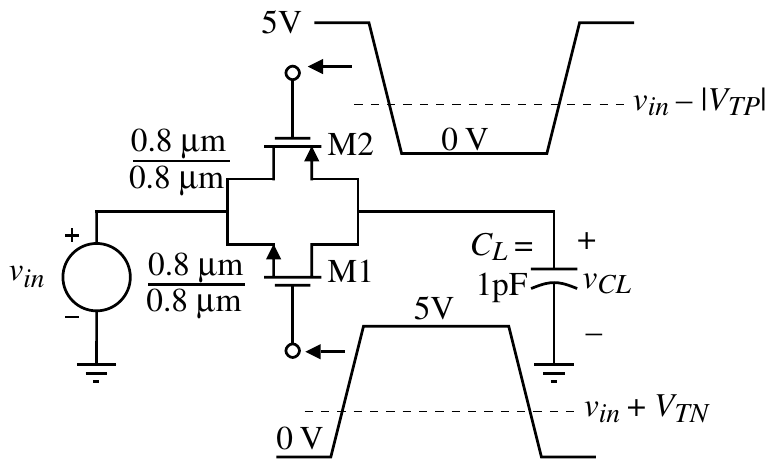 5V
v_in – |V_TP|
0 V
0.8 µm
0.8 µm
M2
+
v_in
–
0.8 µm
0.8 µm
M1
C_L =
1pF
+
v_CL
–
5V
v_in + V_TN
0 V